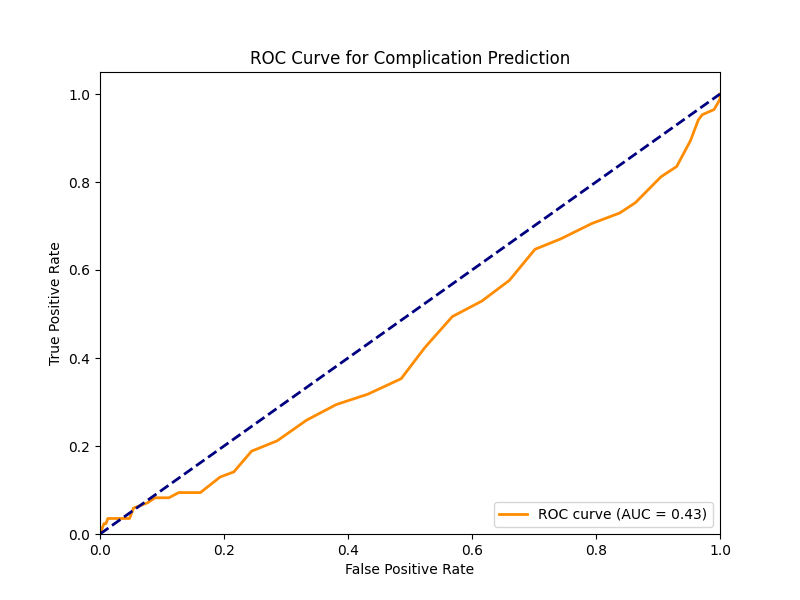 ROC Curve for Complication Prediction
True Positive Rate
1.0
0.8
0.6
0.4
0.2
0.0
ROC curve (AUC = 0.43)
0.0 0.2 0.4 0.6 0.8 1.0
False Positive Rate